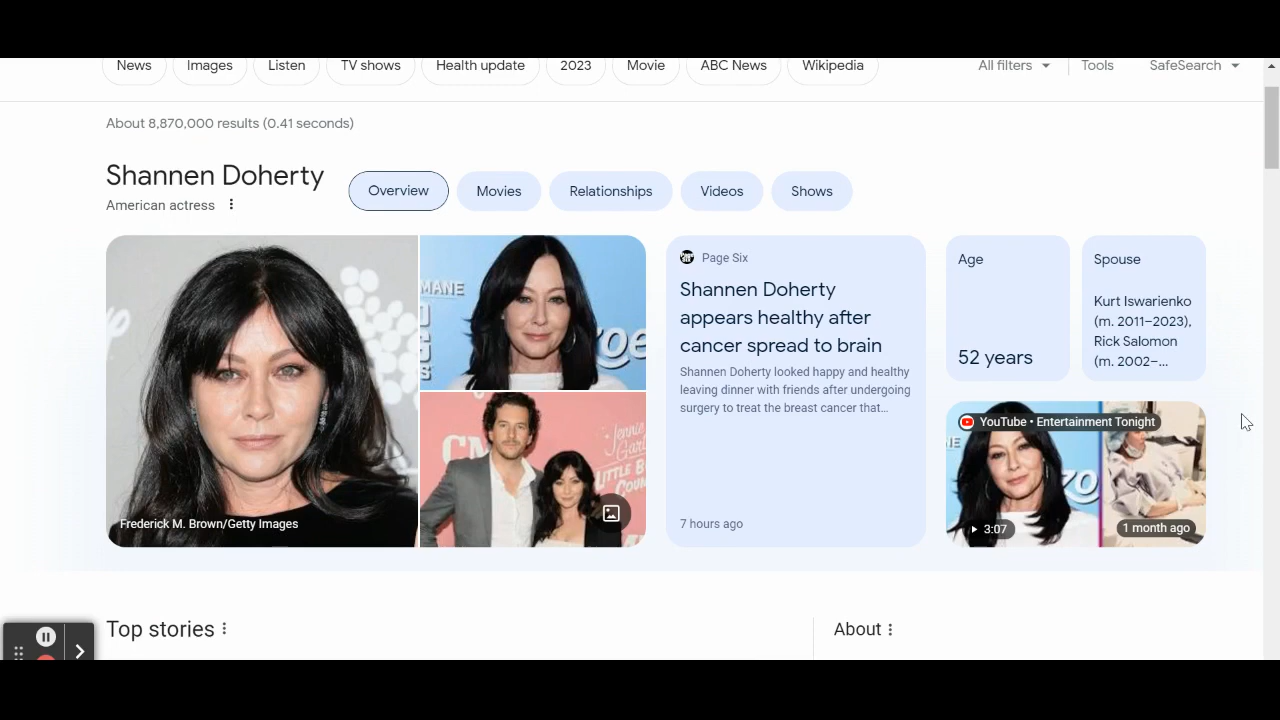 News
Images
Listen
TV shows
Health update
2023
Movie
ABC News
Wikipedia
All filters
Tools
SafeSearch
About 8,870,000 results (0.41 seconds)
Shannen Doherty
American actress
Overview
Movies
Relationships
Videos
Shows
Frederick M. Brown/Getty Images
MANE
Page Six
Shannen Doherty
appears healthy after
cancer spread to brain
Shannen Doherty looked happy and healthy
leaving dinner with friends after undergoing
surgery to treat the breast cancer that...
7 hours ago
Age
52 years
Spouse
Kurt Iswarienko
(m. 2011–2023),
Rick Salomon
(m. 2002–...
YouTube • Entertainment Tonight
3:07
1 month ago
Top stories
About